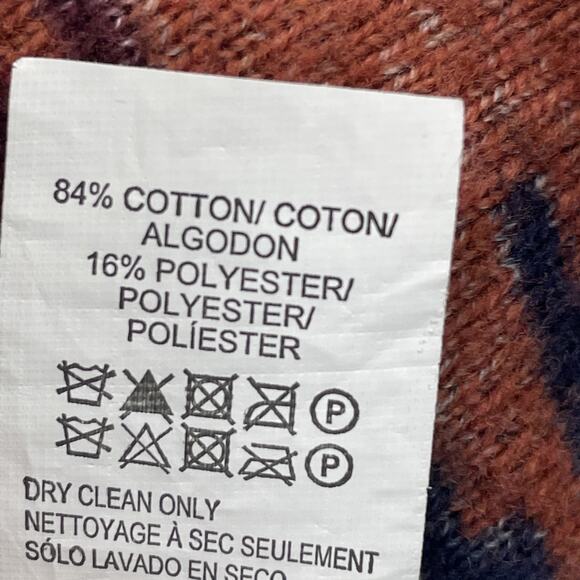 84% COTTON/ COTON/
ALGODON
16% POLYESTER/
POLYESTER/
POLÍESTER
P
P
DRY CLEAN ONLY
NETTOYAGE À SEC SEULEMENT
SÓLO LAVADO EN SECO